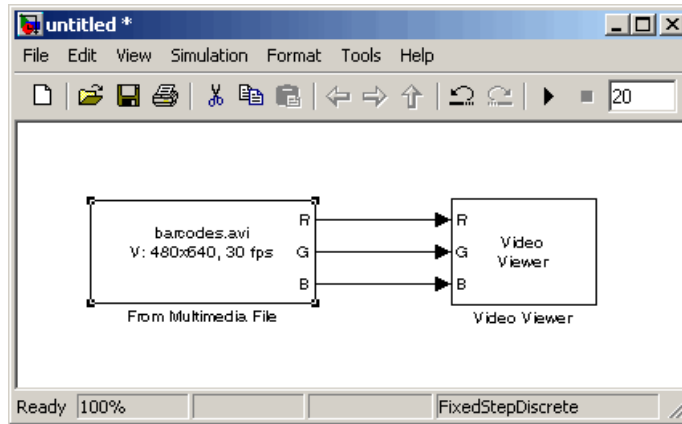 untitled *
File Edit View Simulation Format Tools Help
20
barcodes.avi
V: 480x640, 30 fps
R
G
B
From Multimedia File
R
G
B
Video
Viewer
Video Viewer
Ready 100% FixedStepDiscrete